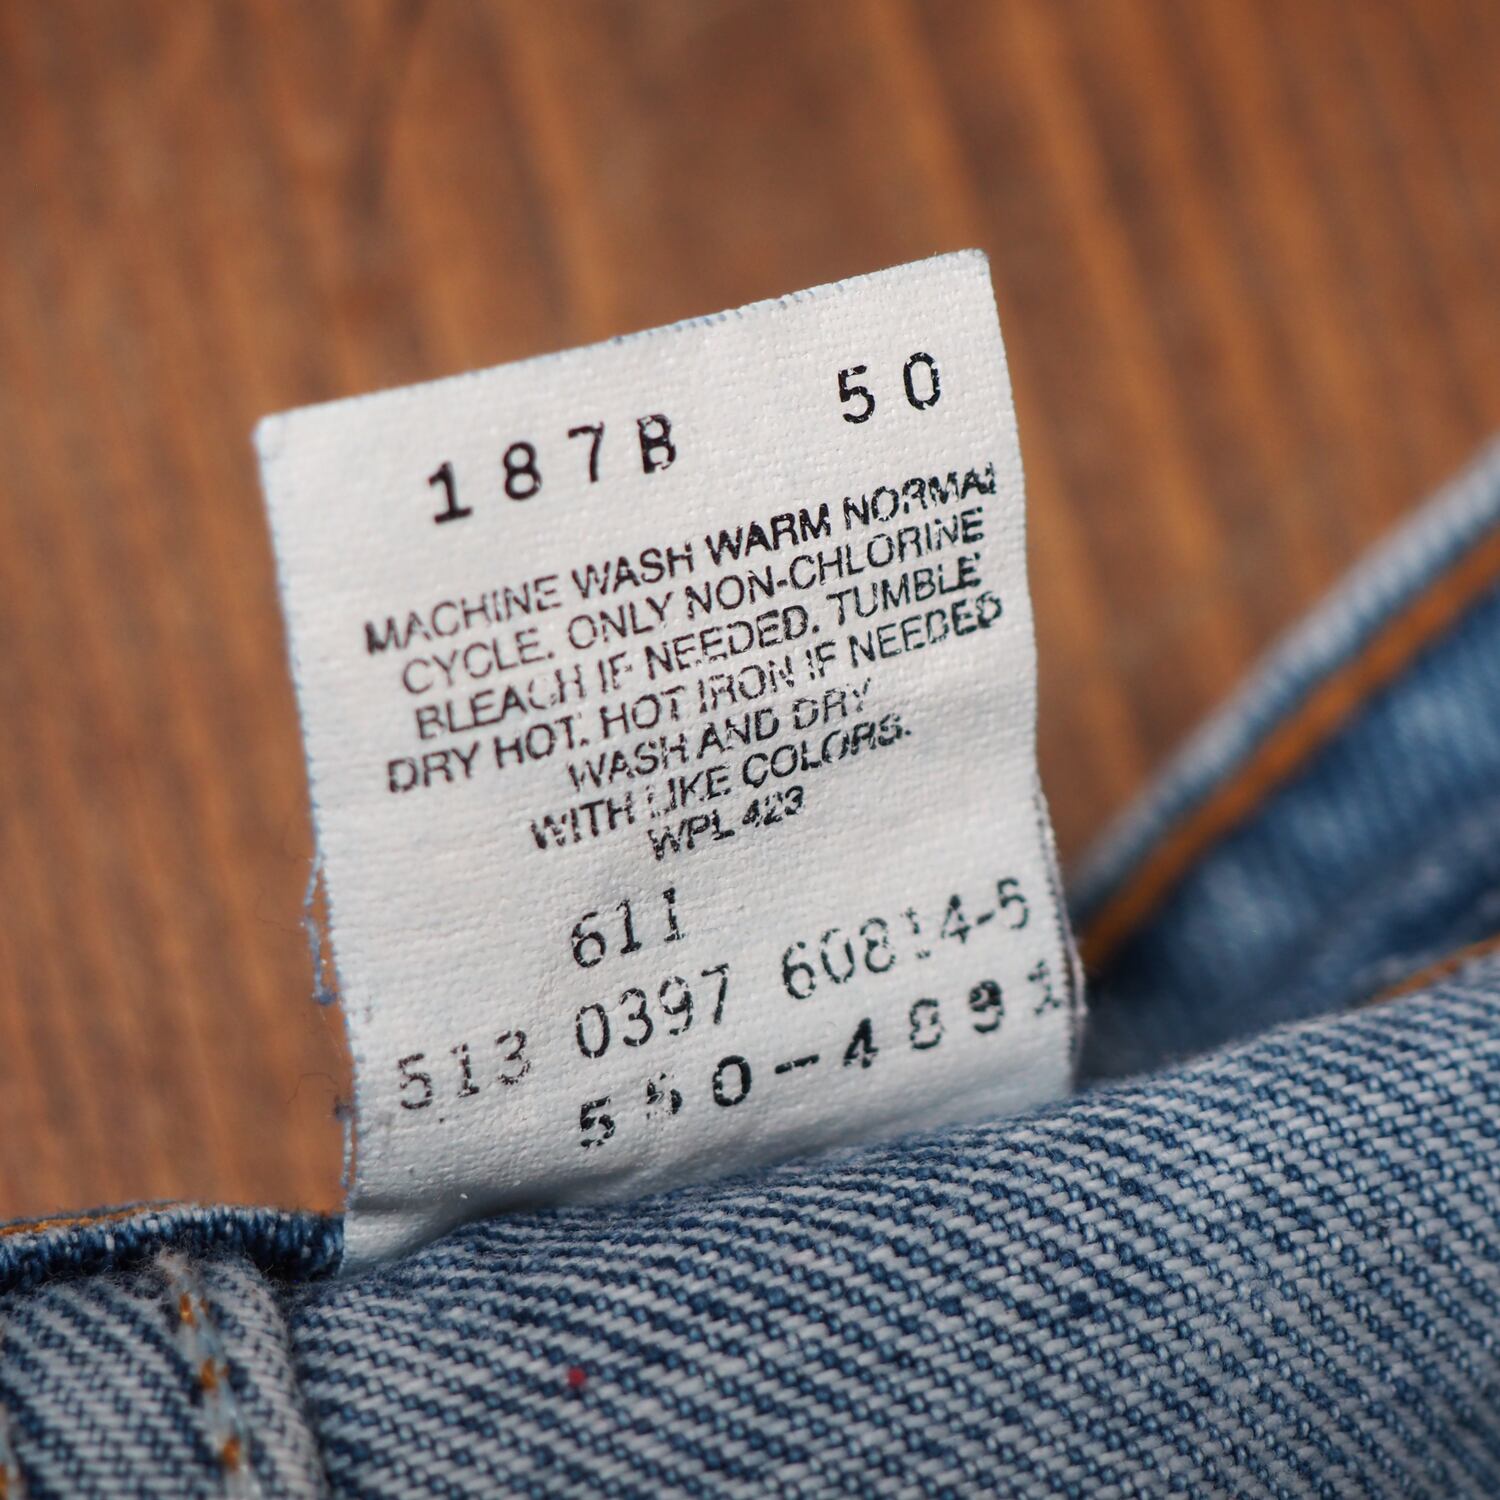 187B 50
MACHINE WASH WARM NORMAL
CYCLE. ONLY NON-CHLORINE
BLEACH IF NEEDED. TUMBLE
DRY HOT. HOT IRON IF NEEDED
WASH AND DRY
WITH LIKE COLORS.
WPL 423
611
513 0397 60814-5
550-4891